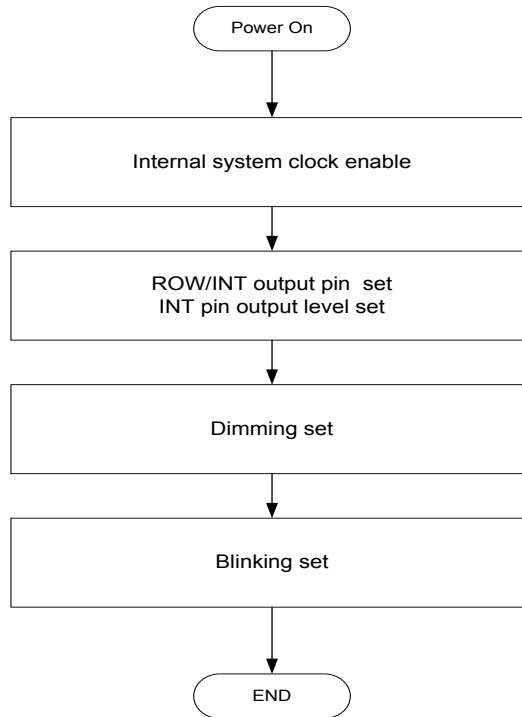 Power On
Internal system clock enable
ROW/INT output pin set
INT pin output level set
Dimming set
Blinking set
END